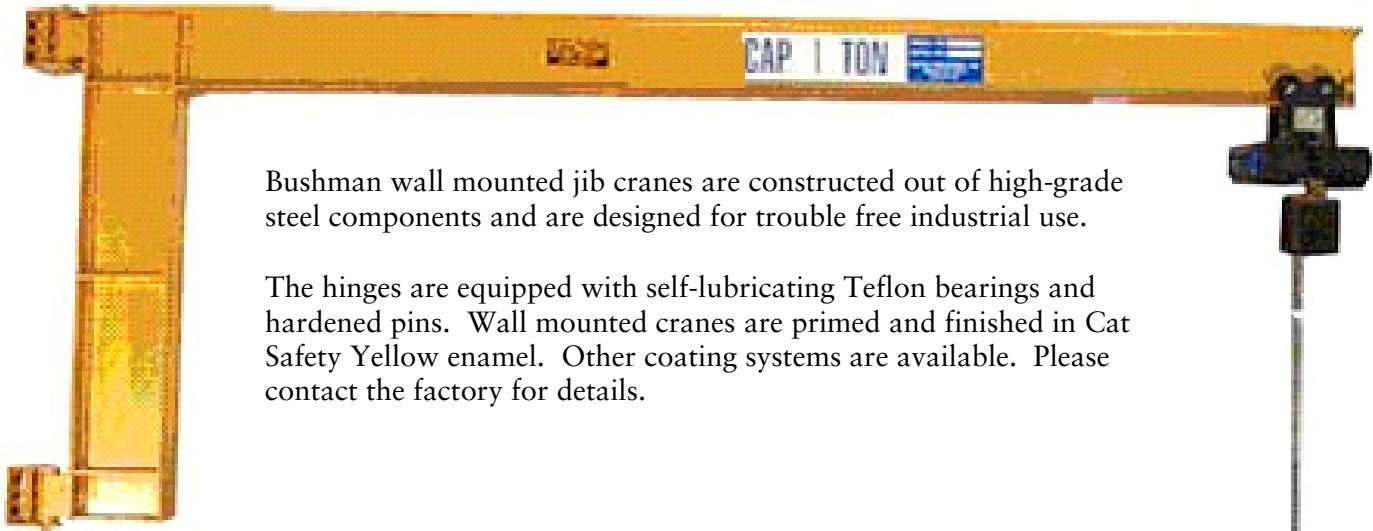 CAP 1 TON
Bushman wall mounted jib cranes are constructed out of high-grade
steel components and are designed for trouble free industrial use.
The hinges are equipped with self-lubricating Teflon bearings and
hardened pins.  Wall mounted cranes are primed and finished in Cat
Safety Yellow enamel.  Other coating systems are available.  Please
contact the factory for details.